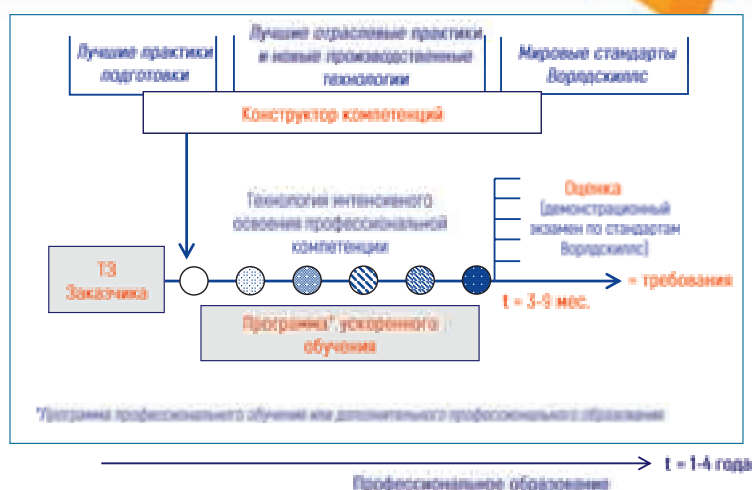 Лучшие практики
подготовки
Лучшие отраслевые практики
и новые производственные
технологии
Мировые стандарты
Ворлдскиллс
Конструктор компетенций
Технология интенсивного
освоения профессиональной
компетенции
Оценка
(демонстрационный
экзамен по стандартам
Ворлдскиллс)
ТЗ
Заказчика
= требования
t = 3-9 мес.
Программа* ускоренного
обучения
*Программа профессионального обучения или дополнительного профессионального образования
t = 1-4 года
Профессиональное образование